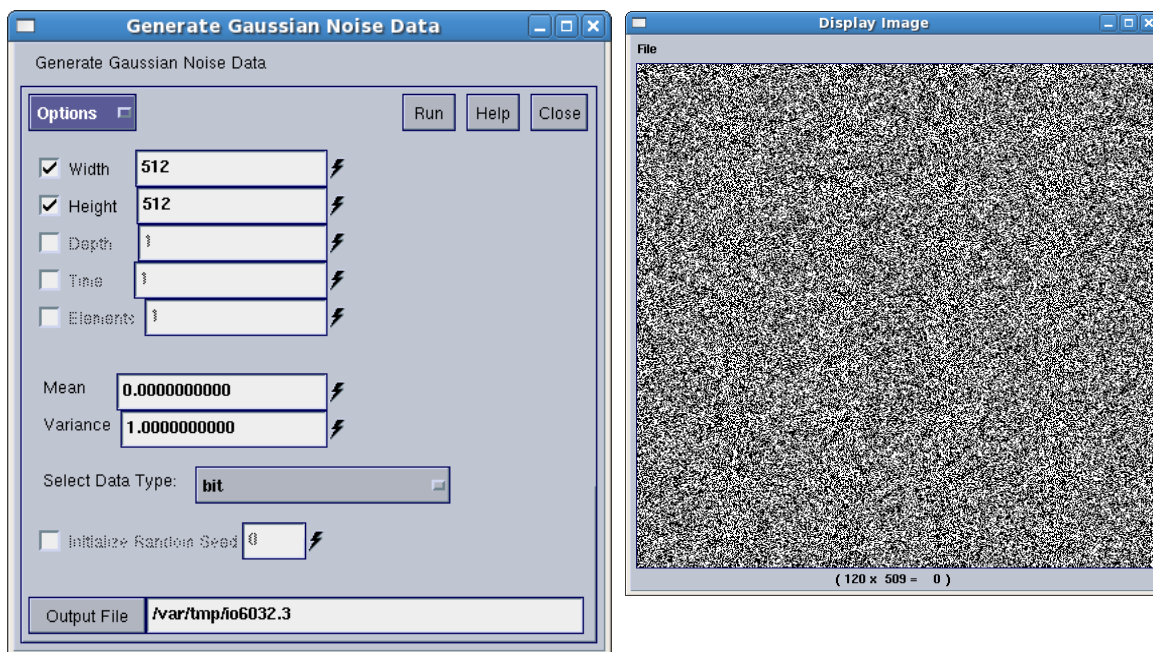 Generate Gaussian Noise Data
Generate Gaussian Noise Data
Options Run Help Close
Width 512
Height 512
Depth 1
Time 1
Elements 1
Mean 0.0000000000
Variance 1.0000000000
Select Data Type: bit
Initialize Random Seed 0
Output File /var/tmp/io6032.3
Display Image
File
( 120 x 509 = 0 )